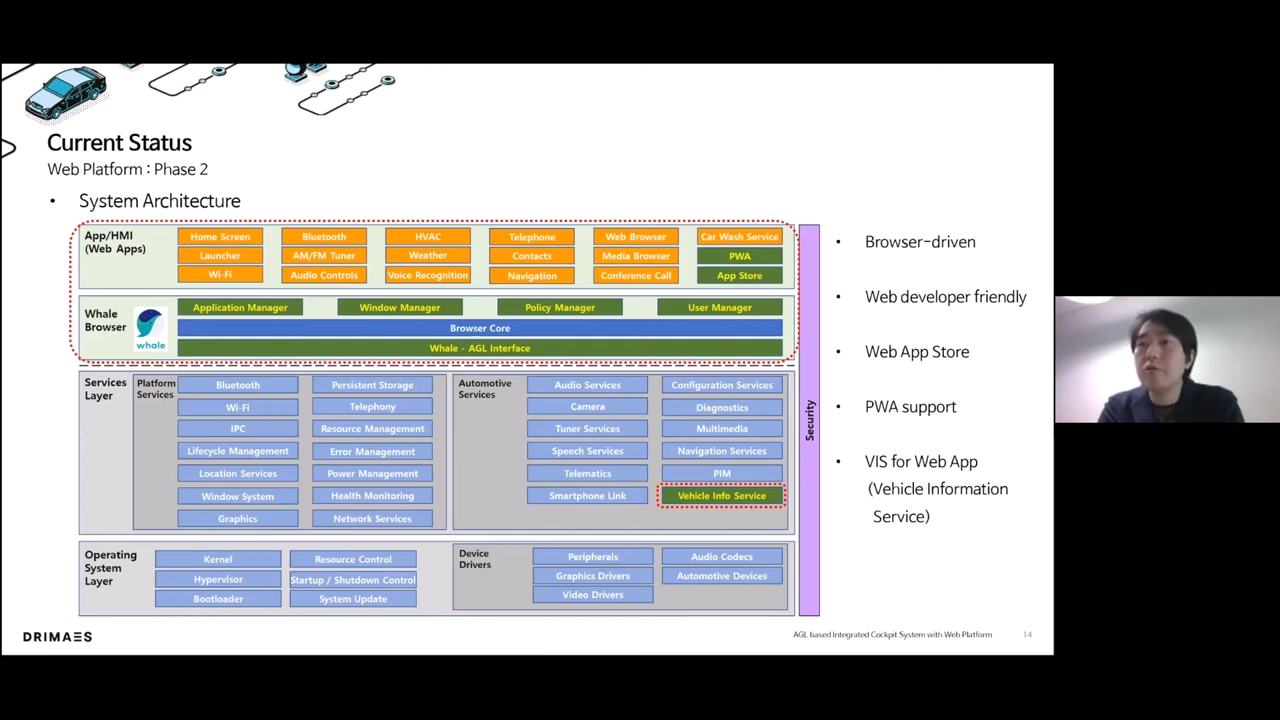 Current Status
Web Platform : Phase 2
• System Architecture
App/HMI
(Web Apps)
Home Screen Bluetooth HVAC Telephone Web Browser Car Wash Service
Launcher AM/FM Tuner Weather Contacts Media Browser PWA
Wi-Fi Audio Controls Voice Recognition Navigation Conference Call App Store
Whale
Browser
whale
Application Manager Window Manager Policy Manager User Manager
Browser Core
Whale - AGL Interface
Services
Layer
Platform
Services
Bluetooth Persistent Storage
Wi-Fi Telephony
IPC Resource Management
Lifecycle Management Error Management
Location Services Power Management
Window System Health Monitoring
Graphics Network Services
Automotive
Services
Audio Services Configuration Services
Camera Diagnostics
Tuner Services Multimedia
Speech Services Navigation Services
Telematics PIM
Smartphone Link Vehicle Info Service
Operating
System
Layer
Kernel Resource Control
Hypervisor Startup / Shutdown Control
Bootloader System Update
Device
Drivers
Peripherals Audio Codecs
Graphics Drivers Automotive Devices
Video Drivers
Security
• Browser-driven
• Web developer friendly
• Web App Store
• PWA support
• VIS for Web App
(Vehicle Information
Service)
DRIMAES
AGL based Integrated Cockpit System with Web Platform 14